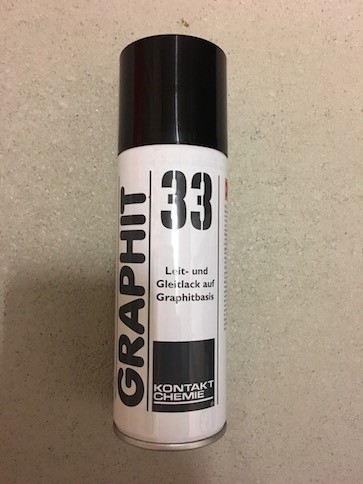 GRAPHIT
33
Leit- und
Gleitlack auf
Graphitbasis
KONTAKT
CHEMIE